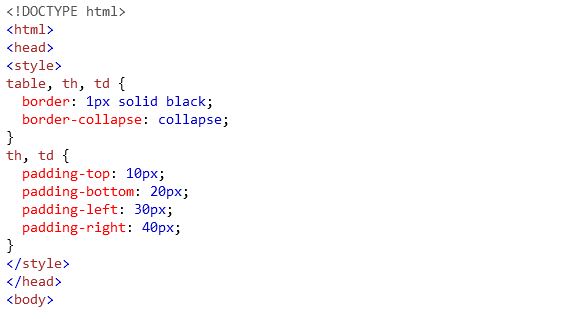 <!DOCTYPE html>
<html>
<head>
<style>
table, th, td {
  border: 1px solid black;
  border-collapse: collapse;
}
th, td {
  padding-top: 10px;
  padding-bottom: 20px;
  padding-left: 30px;
  padding-right: 40px;
}
</style>
</head>
<body>